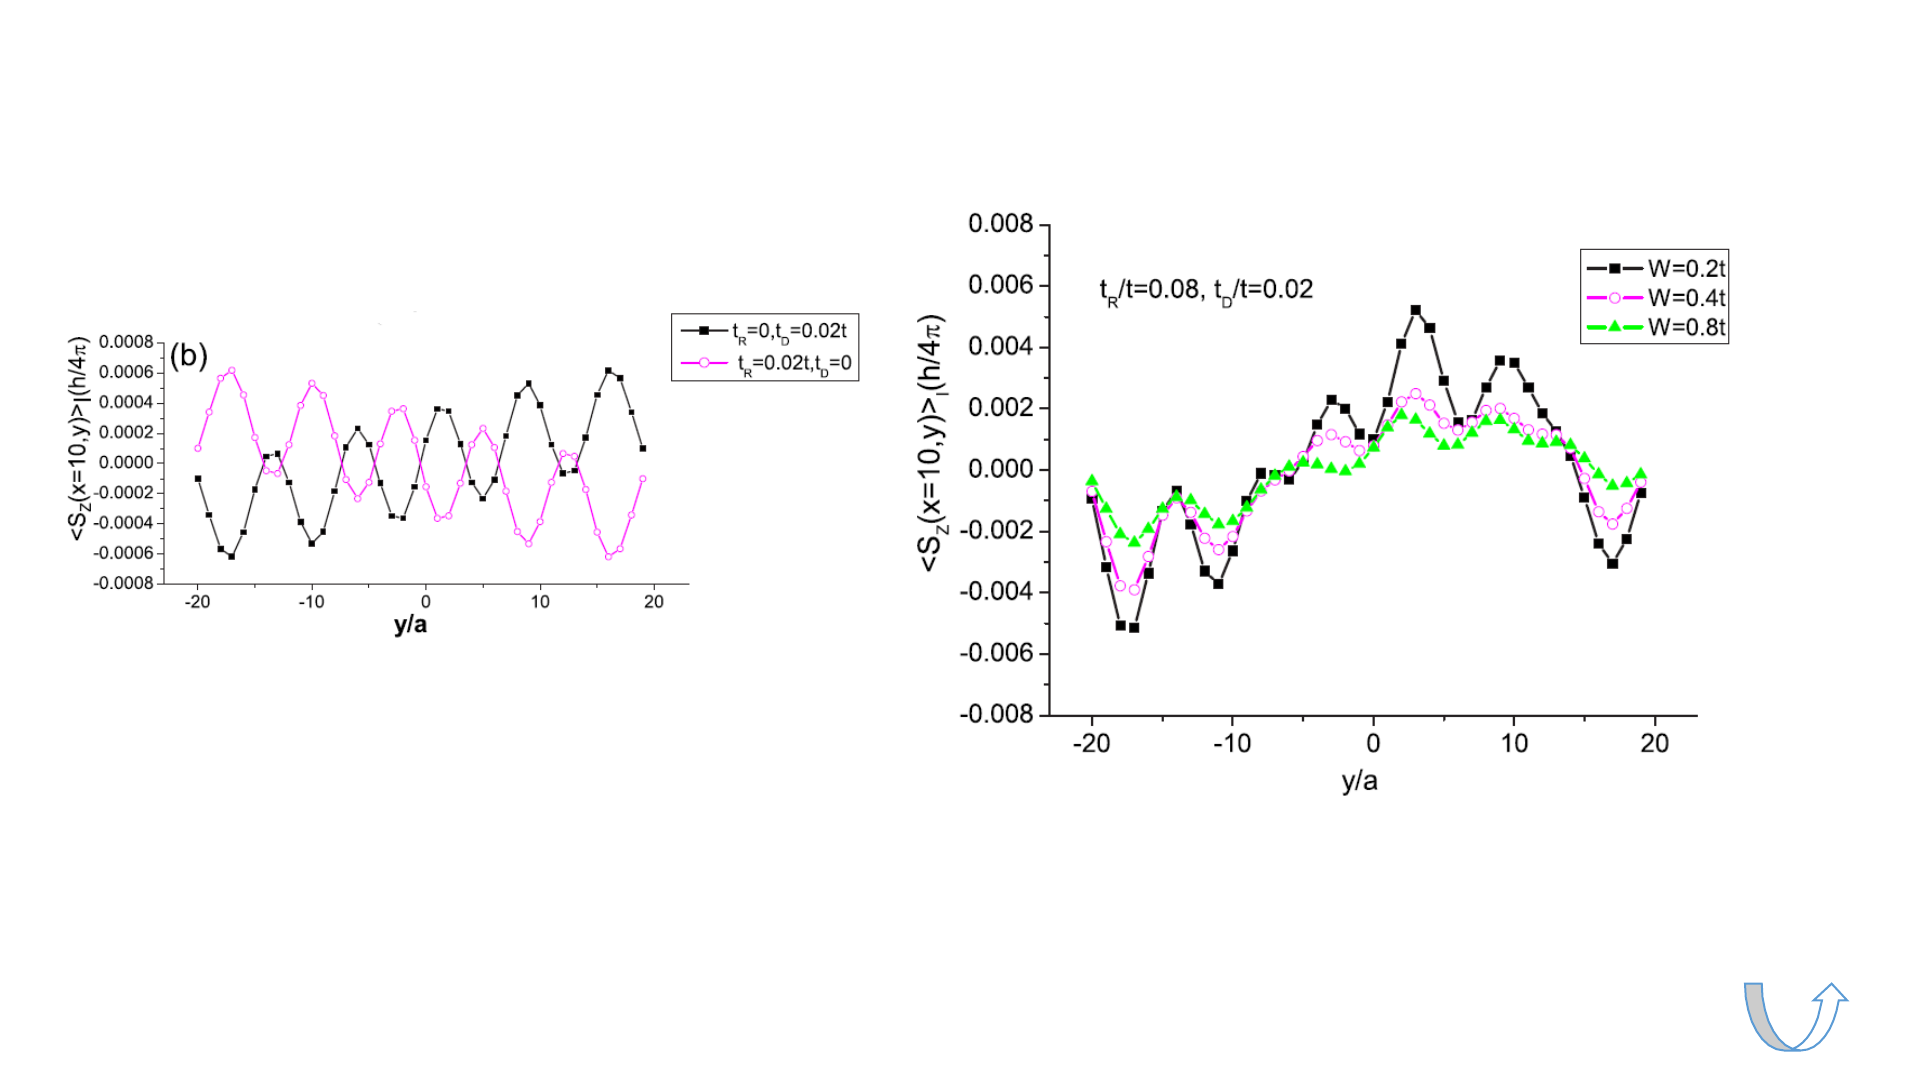 (b)
t_R=0,t_D=0.02t
t_R=0.02t,t_D=0
<S_Z(x=10,y)>_I(h/4π)
0.0008
0.0006
0.0004
0.0002
0.0000
-0.0002
-0.0004
-0.0006
-0.0008
-20 -10 0 10 20
y/a
t_R/t=0.08, t_D/t=0.02
W=0.2t
W=0.4t
W=0.8t
<S_Z(x=10,y)>_I(h/4π)
0.008
0.006
0.004
0.002
0.000
-0.002
-0.004
-0.006
-0.008
-20 -10 0 10 20
y/a